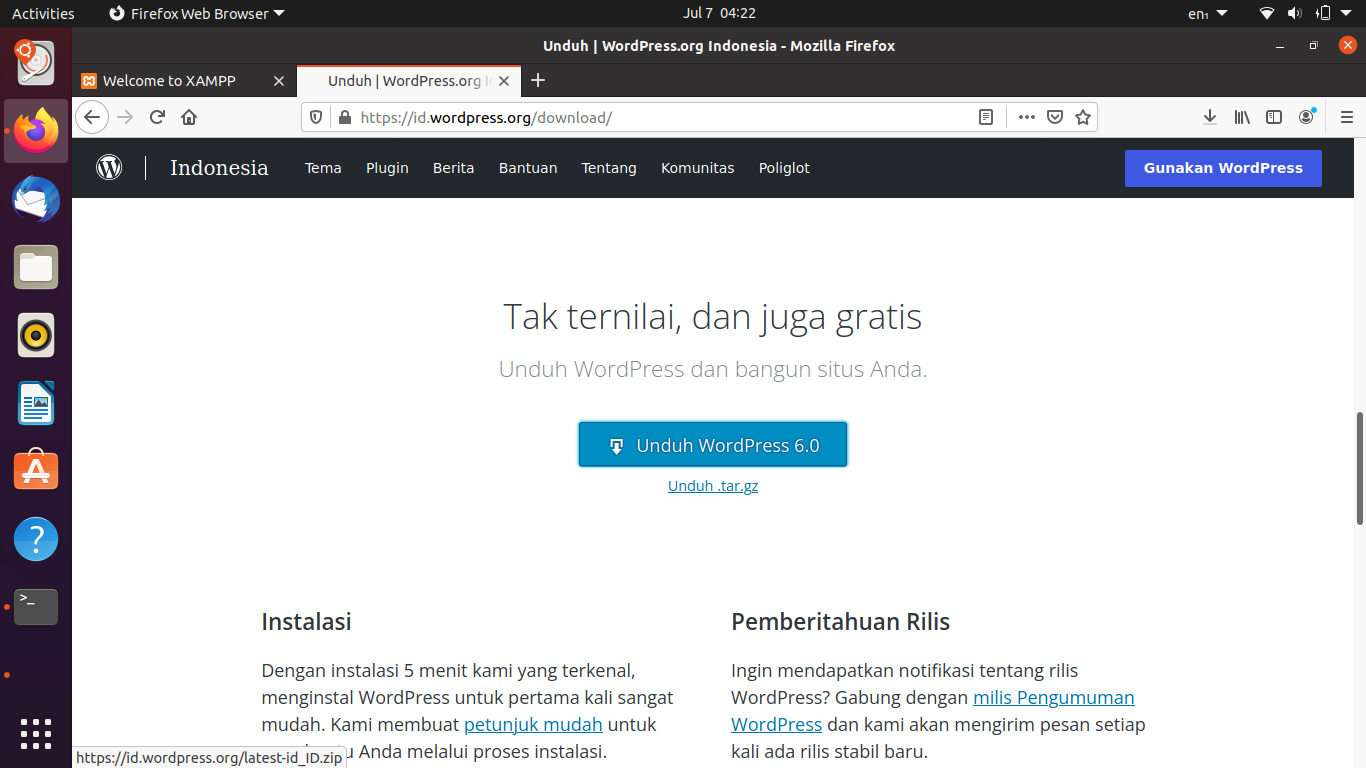 Activities Firefox Web Browser Jul 7 04:22 en₁
Unduh | WordPress.org Indonesia - Mozilla Firefox
Welcome to XAMPP Unduh | WordPress.org
https://id.wordpress.org/download/
Indonesia Tema Plugin Berita Bantuan Tentang Komunitas Poliglot Gunakan WordPress
Tak ternilai, dan juga gratis
Unduh WordPress dan bangun situs Anda.
Unduh WordPress 6.0
Unduh .tar.gz
Instalasi
Dengan instalasi 5 menit kami yang terkenal,
menginstal WordPress untuk pertama kali sangat
mudah. Kami membuat petunjuk mudah untuk
Anda melalui proses instalasi.
Pemberitahuan Rilis
Ingin mendapatkan notifikasi tentang rilis
WordPress? Gabung dengan milis Pengumuman
WordPress dan kami akan mengirim pesan setiap
kali ada rilis stabil baru.
https://id.wordpress.org/latest-id_ID.zip